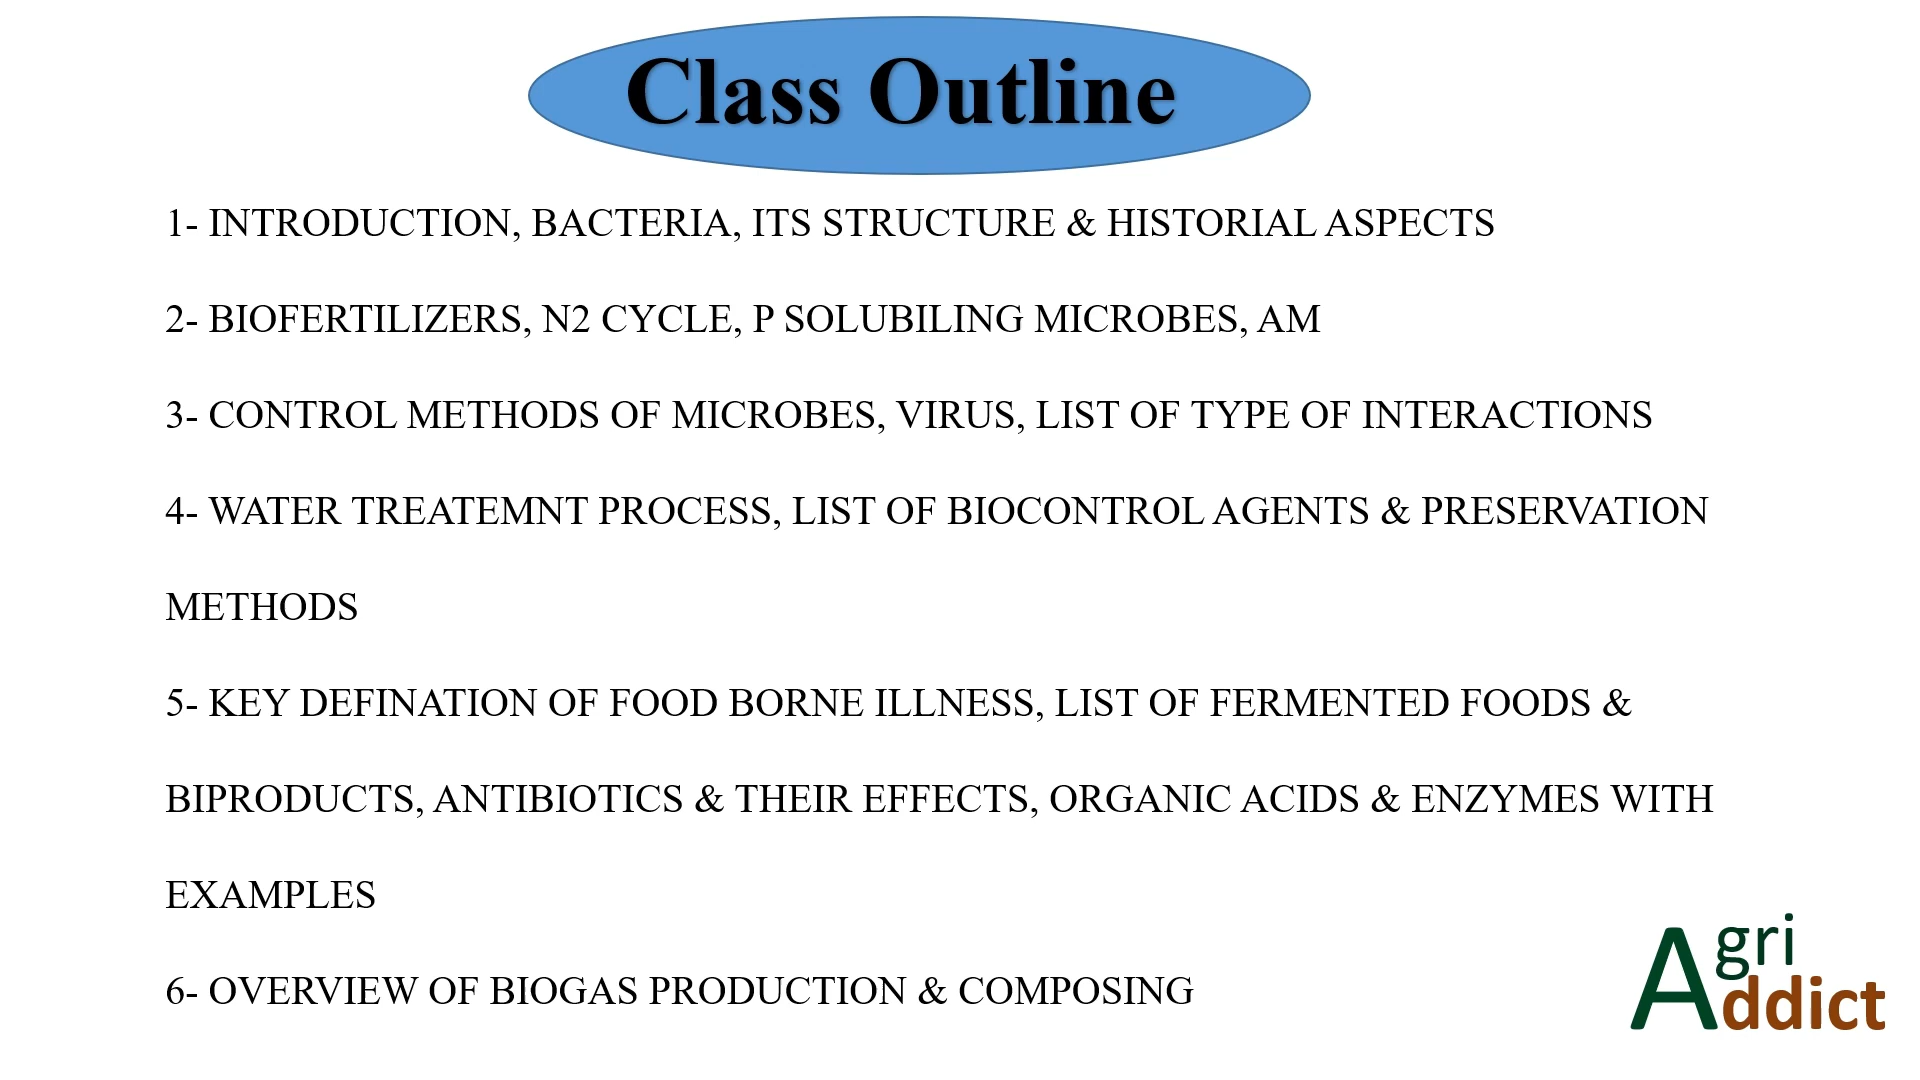 Class Outline
1- INTRODUCTION, BACTERIA, ITS STRUCTURE & HISTORIAL ASPECTS
2- BIOFERTILIZERS, N2 CYCLE, P SOLUBILING MICROBES, AM
3- CONTROL METHODS OF MICROBES, VIRUS, LIST OF TYPE OF INTERACTIONS
4- WATER TREATEMNT PROCESS, LIST OF BIOCONTROL AGENTS & PRESERVATION
METHODS
5- KEY DEFINATION OF FOOD BORNE ILLNESS, LIST OF FERMENTED FOODS &
BIPRODUCTS, ANTIBIOTICS & THEIR EFFECTS, ORGANIC ACIDS & ENZYMES WITH
EXAMPLES
6- OVERVIEW OF BIOGAS PRODUCTION & COMPOSING
Agri
Addict